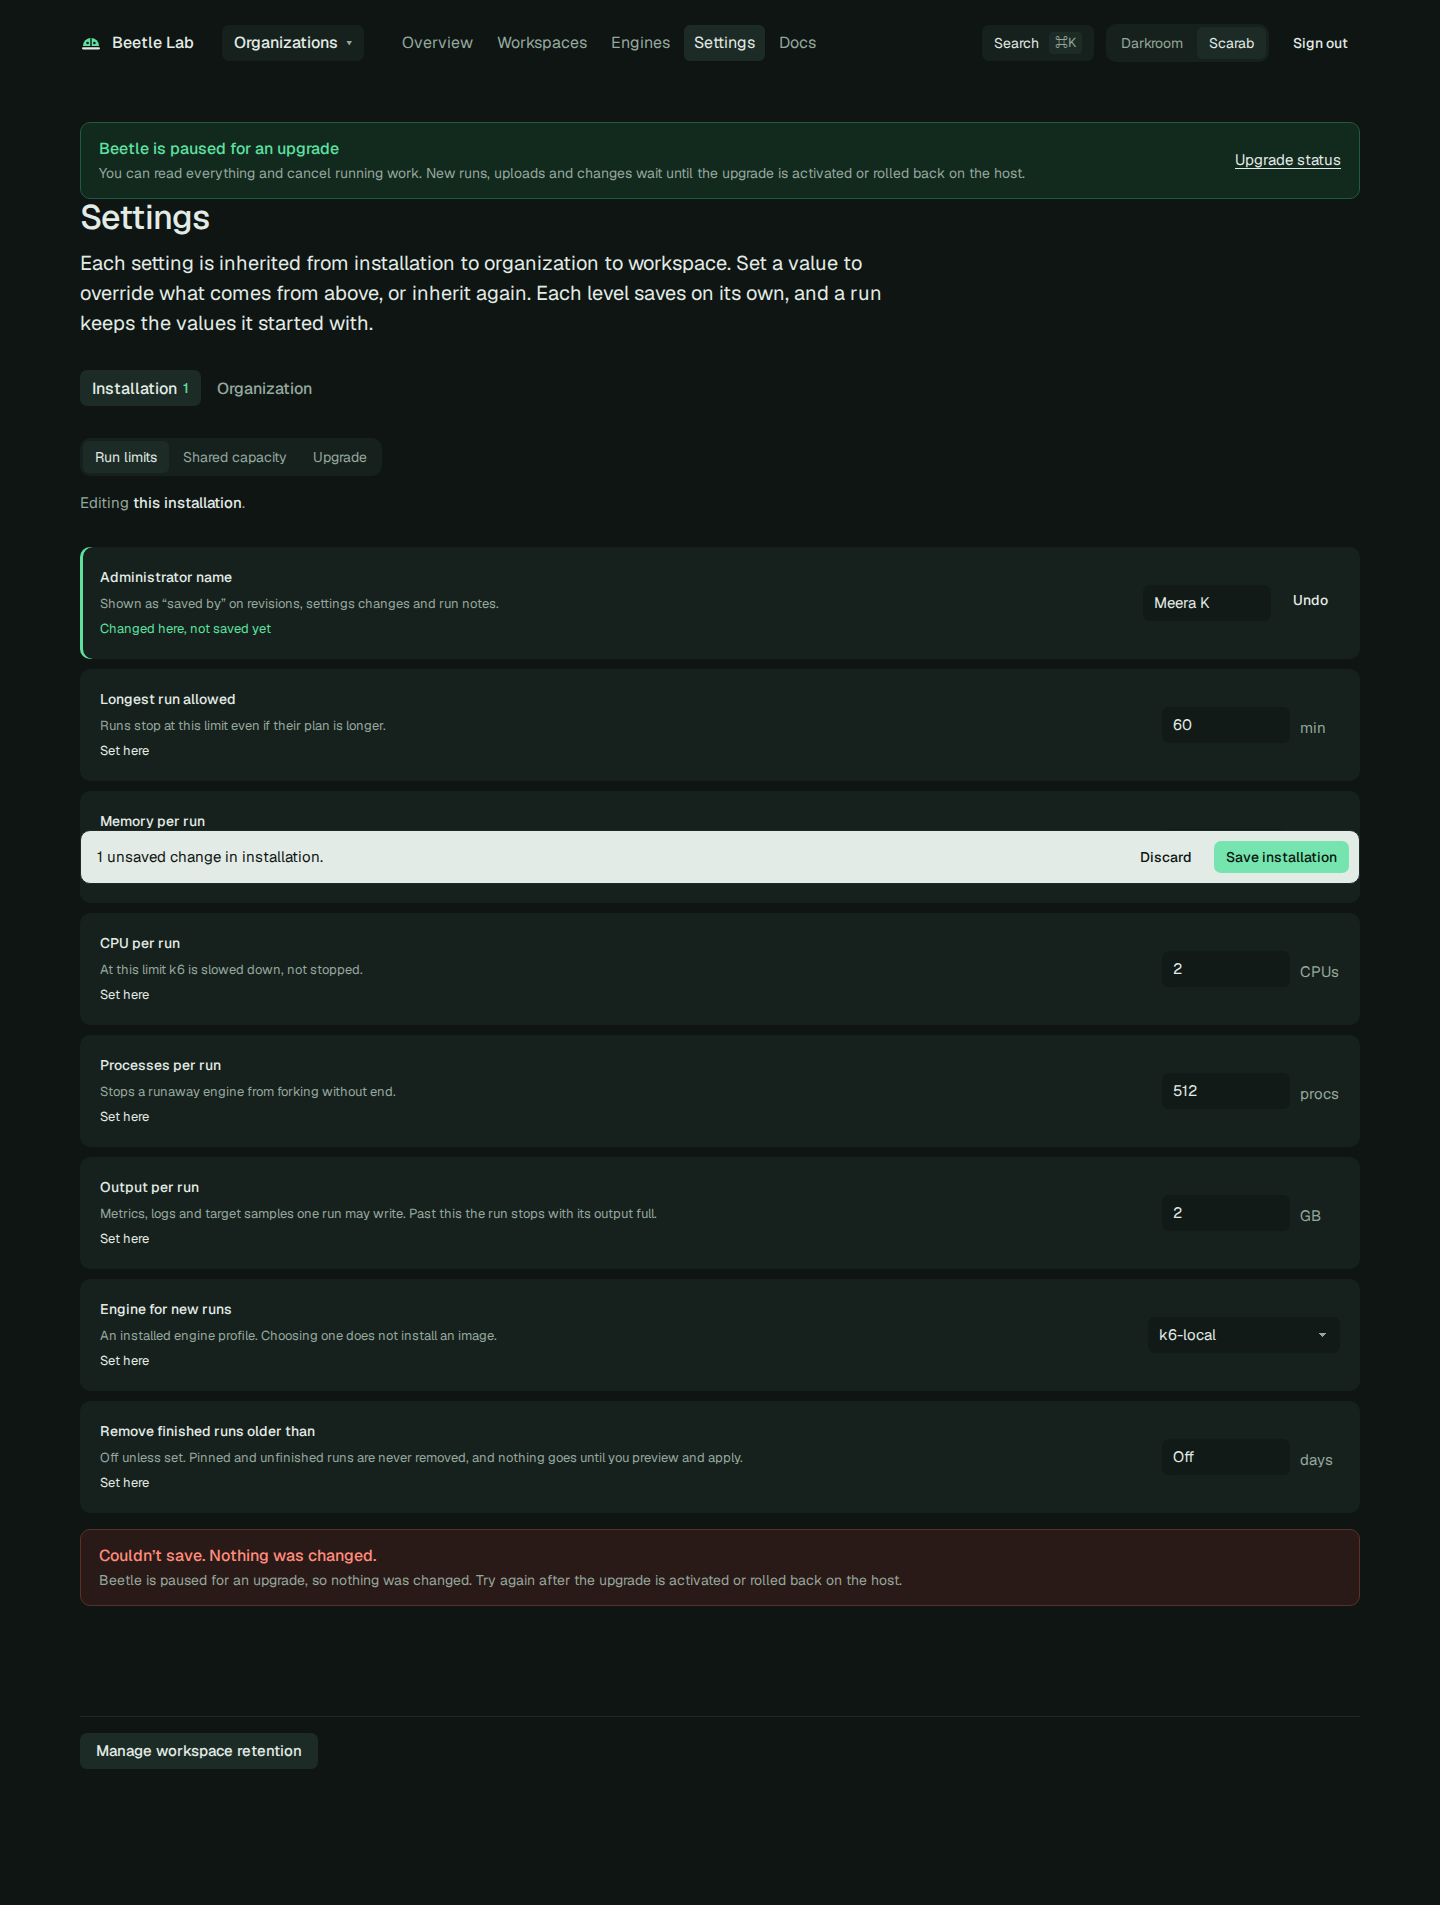 Beetle Lab
Organizations
Overview
Workspaces
Engines
Settings
Docs
Search ⌘K
Darkroom
Scarab
Sign out
Beetle is paused for an upgrade
You can read everything and cancel running work. New runs, uploads and changes wait until the upgrade is activated or rolled back on the host.
Upgrade status
Settings
Each setting is inherited from installation to organization to workspace. Set a value to
override what comes from above, or inherit again. Each level saves on its own, and a run
keeps the values it started with.
Installation 1
Organization
Run limits
Shared capacity
Upgrade
Editing this installation.
Administrator name
Shown as “saved by” on revisions, settings changes and run notes.
Changed here, not saved yet
Meera K
Undo
Longest run allowed
Runs stop at this limit even if their plan is longer.
Set here
60
min
Memory per run
1 unsaved change in installation.
Discard
Save installation
CPU per run
At this limit k6 is slowed down, not stopped.
Set here
2
CPUs
Processes per run
Stops a runaway engine from forking without end.
Set here
512
procs
Output per run
Metrics, logs and target samples one run may write. Past this the run stops with its output full.
Set here
2
GB
Engine for new runs
An installed engine profile. Choosing one does not install an image.
Set here
k6-local
Remove finished runs older than
Off unless set. Pinned and unfinished runs are never removed, and nothing goes until you preview and apply.
Set here
Off
days
Couldn’t save. Nothing was changed.
Beetle is paused for an upgrade, so nothing was changed. Try again after the upgrade is activated or rolled back on the host.
Manage workspace retention